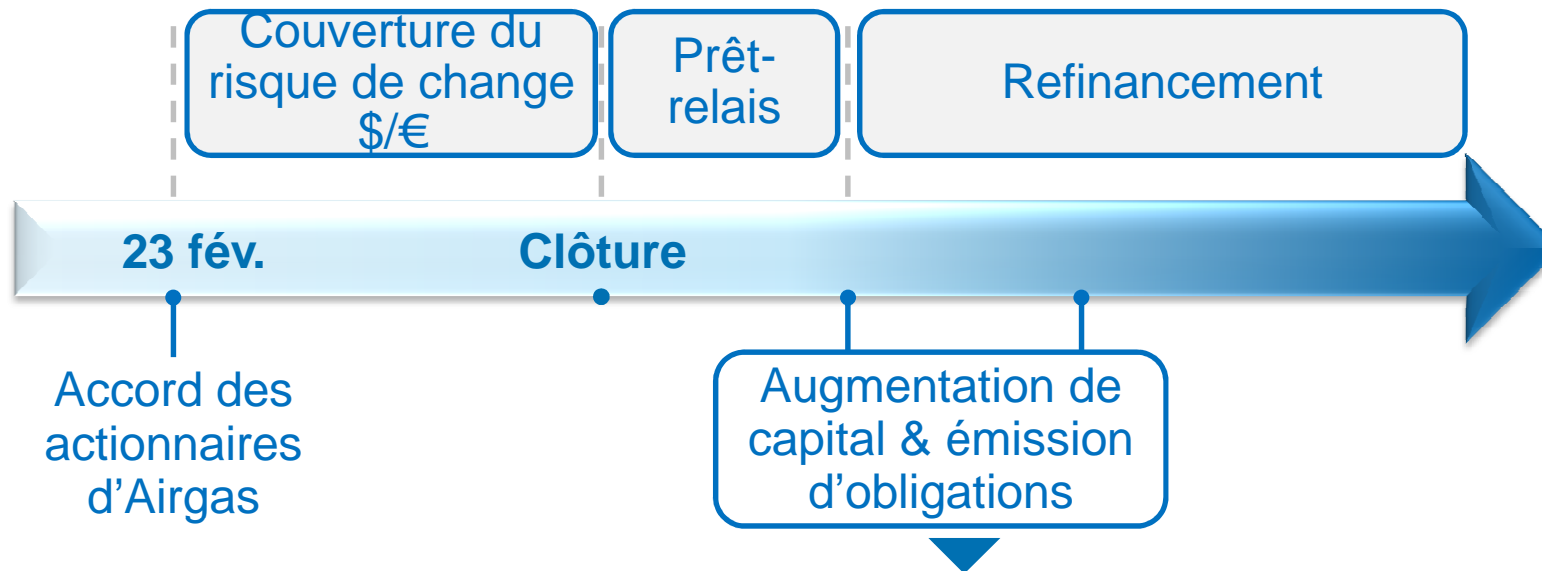 Couverture du
risque de change
$/€
Prêt-
relais
Refinancement
23 fév.
Clôture
Accord des
actionnaires
d’Airgas
Augmentation de
capital & émission
d’obligations